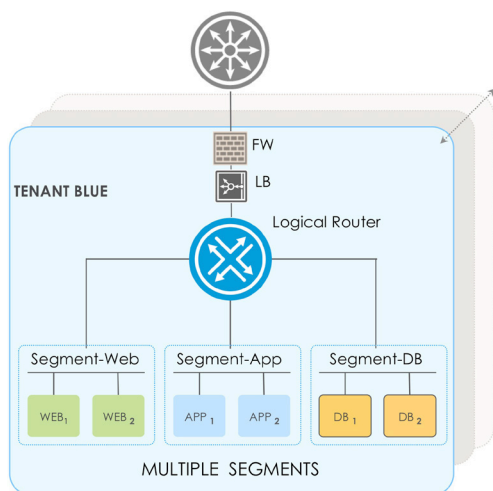 FW
LB
TENANT BLUE
Logical Router
Segment-Web Segment-App Segment-DB
WEB1 WEB2 APP1 APP2 DB1 DB2
MULTIPLE SEGMENTS